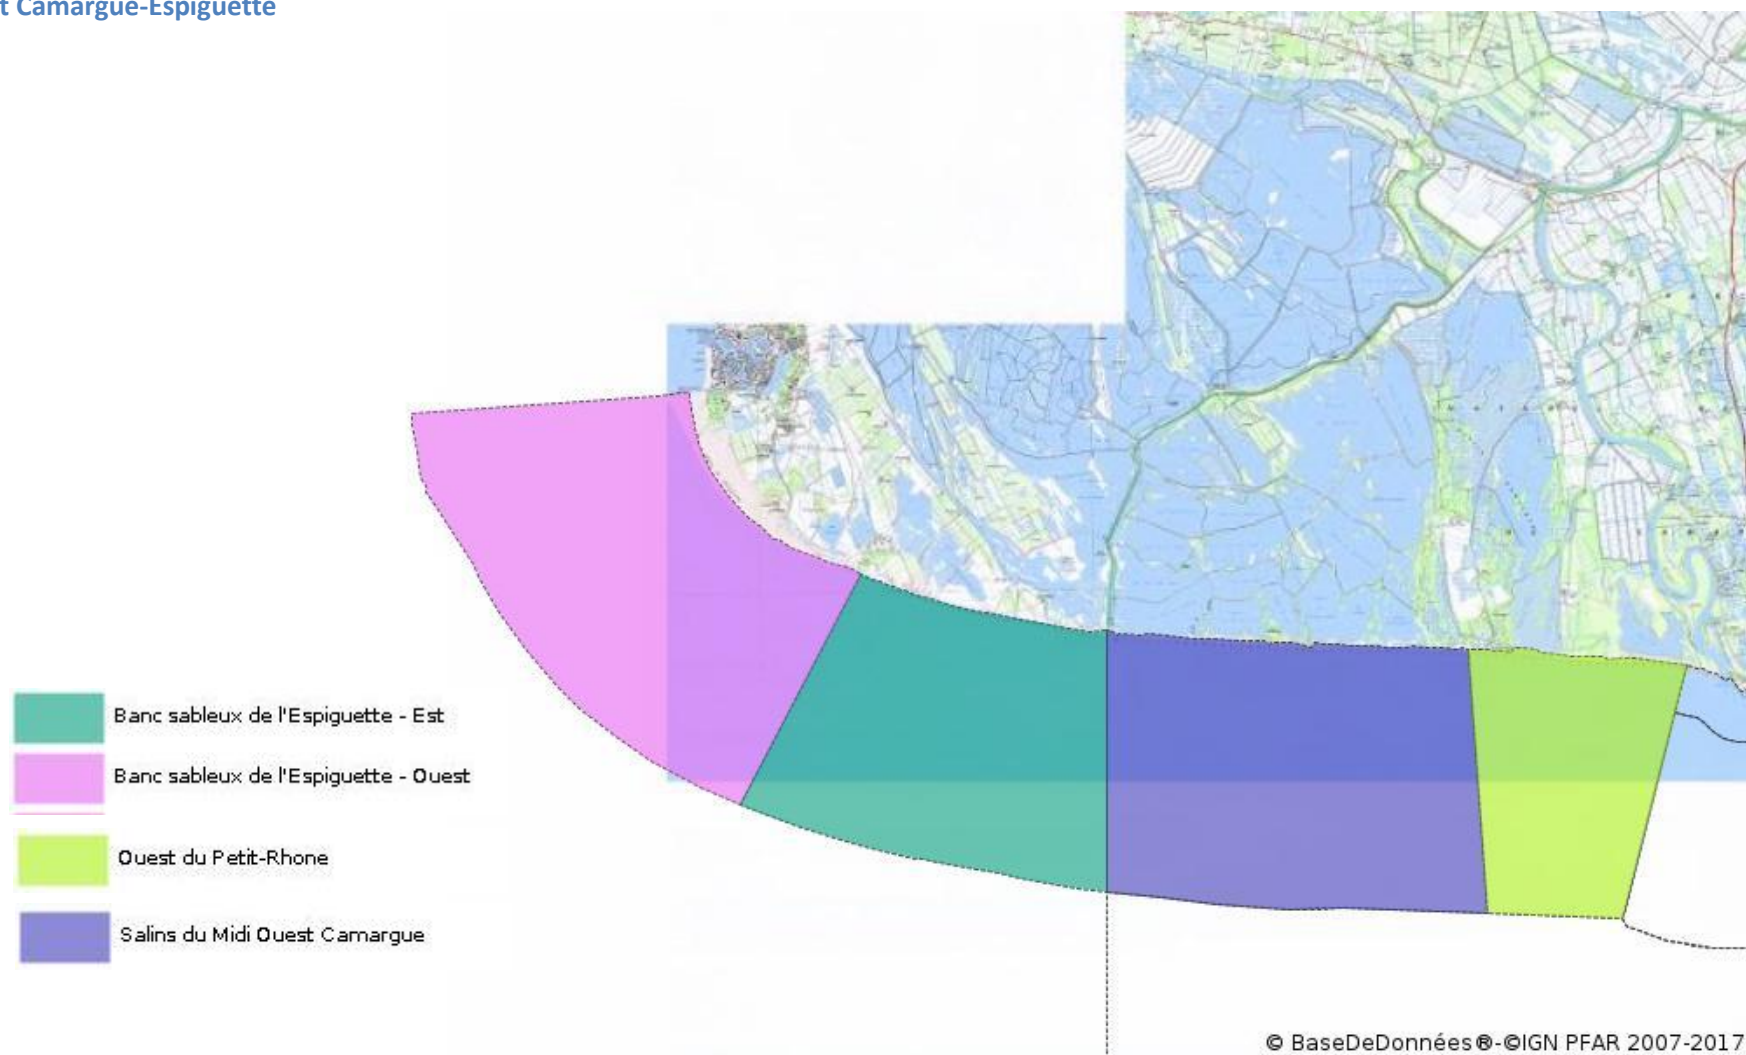 t Camargue-Espiguette
Banc sableux de l'Espiguette - Est
Banc sableux de l'Espiguette - Ouest
Ouest du Petit-Rhone
Salins du Midi Ouest Camargue
© BaseDeDonnées®-©IGN PFAR 2007-2017